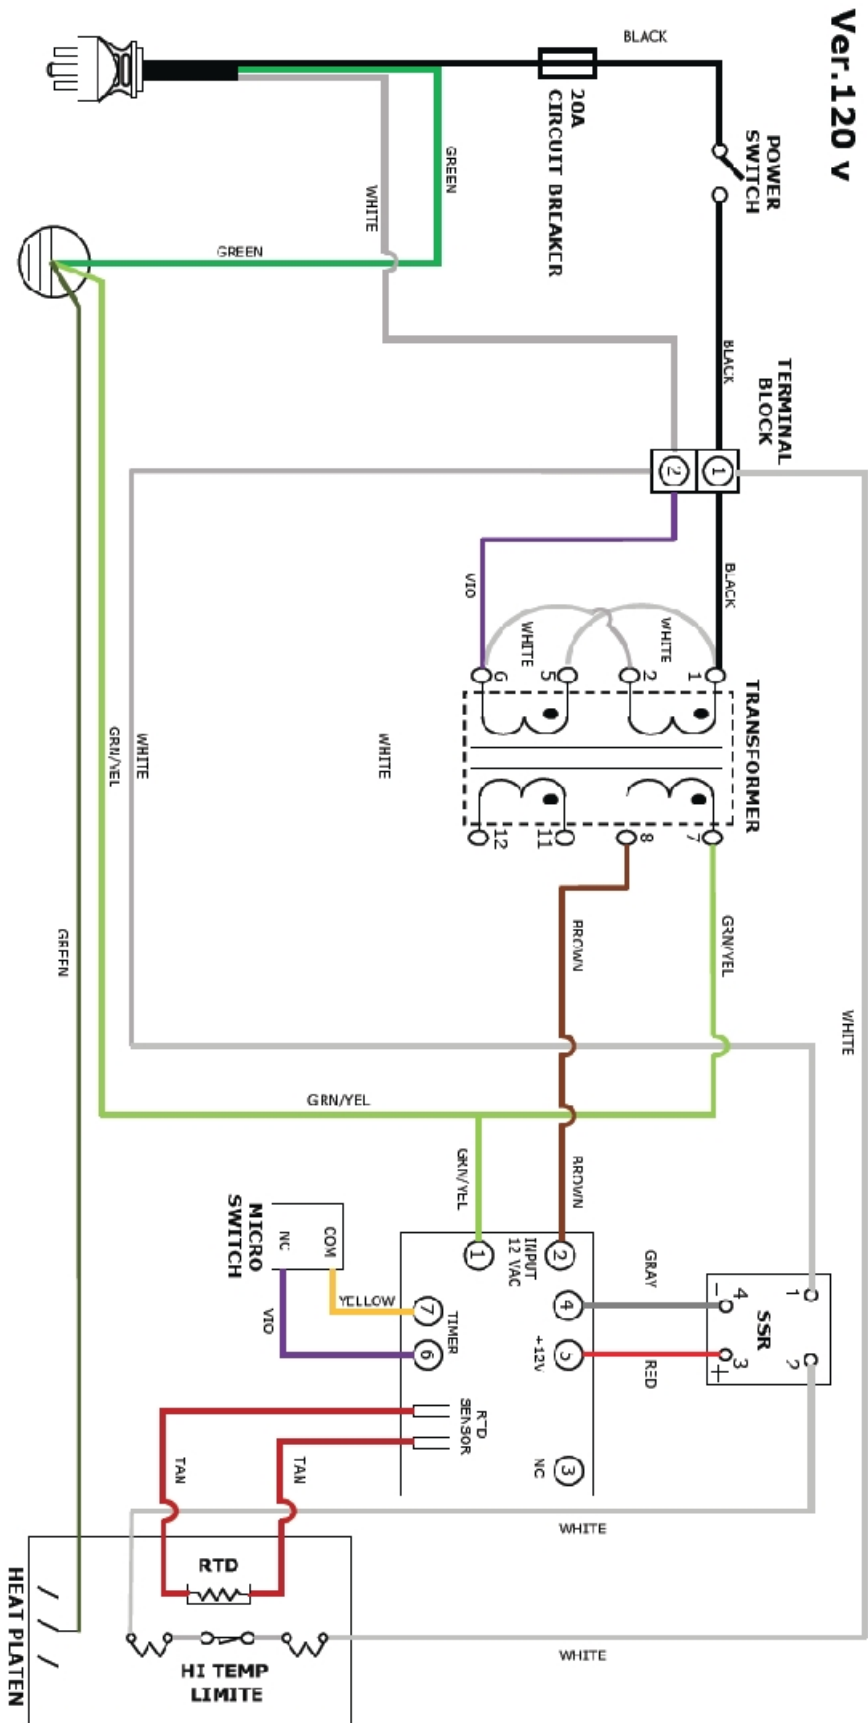 Ver.120 v
BLACK
20A
CIRCUIT BREAKER
POWER
SWITCH
GREEN
WHITE
GREEN
BLACK
TERMINAL
BLOCK
2
1
VIO
BLACK
WHITE
WHITE
6
5
2
1
TRANSFORMER
12
11
8
7
GRN/YEL
WHITE
WHITE
GREEN
BROWN
GRN/YEL
WHITE
GRN/YEL
GRN/YEL
BROWN
MICRO
SWITCH
NC
COM
VIO
YELLOW
1
INPUT
12 VAC
2
7
TIMER
6
4
+12V
5
GRAY
RED
- 4
SSR
3 +
1
2
RTD
SENSOR
NC
3
TAN
TAN
WHITE
RTD
HI TEMP
LIMITE
WHITE
HEAT PLATEN